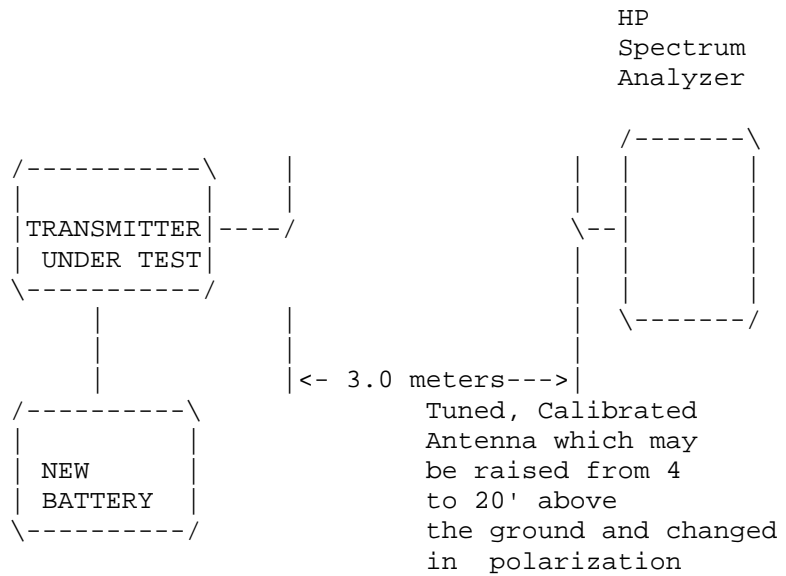 HP
Spectrum
Analyzer
TRANSMITTER
UNDER TEST
<- 3.0 meters--->
Tuned, Calibrated
Antenna which may
be raised from 4
to 20' above
the ground and changed
in polarization
NEW
BATTERY